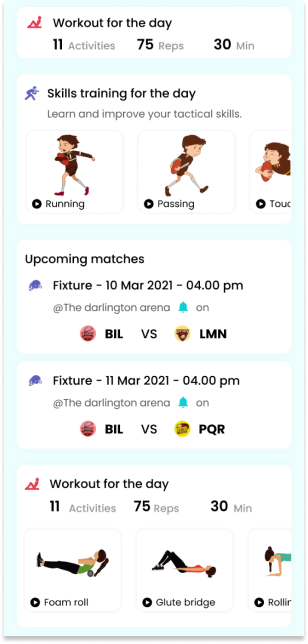 Workout for the day
11 Activities 75 Reps 30 Min
Skills training for the day
Learn and improve your tactical skills.
Running Passing Touc
Upcoming matches
Fixture - 10 Mar 2021 - 04.00 pm
@The darlington arena on
BIL VS LMN
Fixture - 11 Mar 2021 - 04.00 pm
@The darlington arena on
BIL VS PQR
Workout for the day
11 Activities 75 Reps 30 Min
Foam roll Glute bridge Rollin